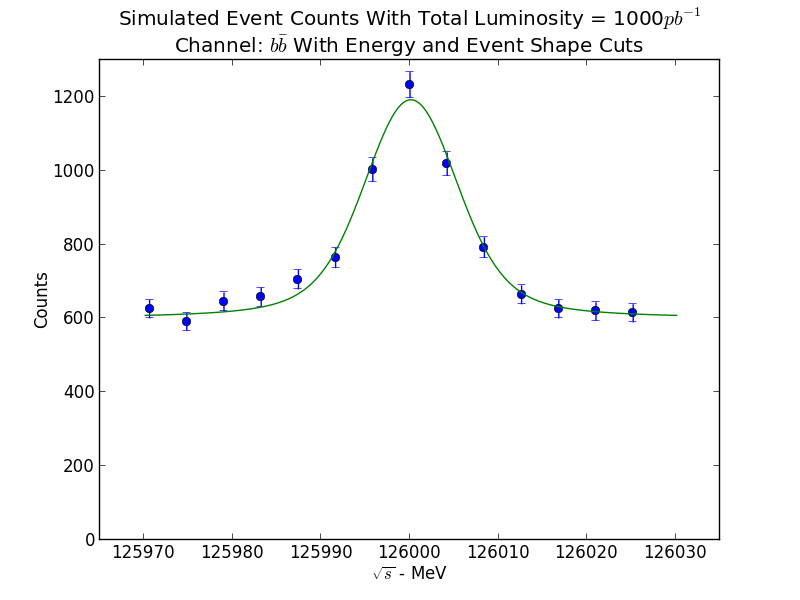 Simulated Event Counts With Total Luminosity = 1000pb⁻¹
Channel: bb̄ With Energy and Event Shape Cuts
Counts
1200
1000
800
600
400
200
0
125970 125980 125990 126000 126010 126020 126030
√s - MeV